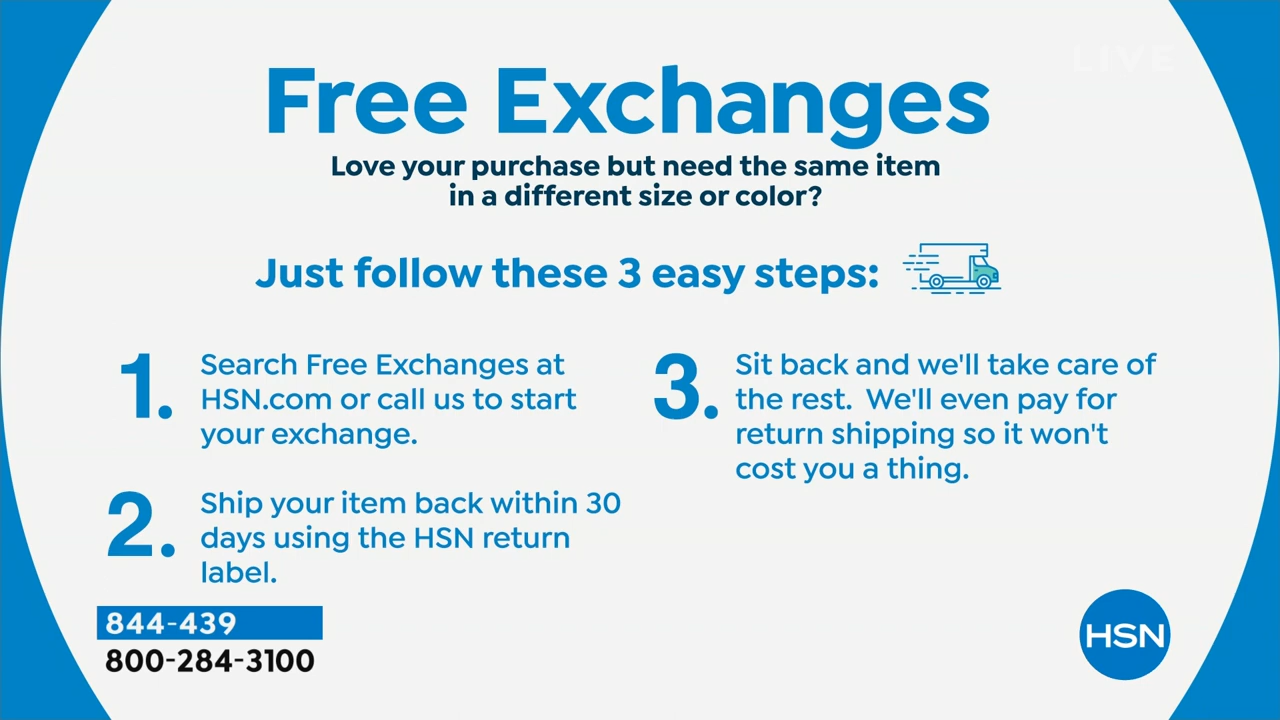 LIVE
Free Exchanges
Love your purchase but need the same item
in a different size or color?
Just follow these 3 easy steps:
1. Search Free Exchanges at
HSN.com or call us to start
your exchange.
2. Ship your item back within 30
days using the HSN return
label.
3. Sit back and we'll take care of
the rest.  We'll even pay for
return shipping so it won't
cost you a thing.
844-439
800-284-3100
HSN